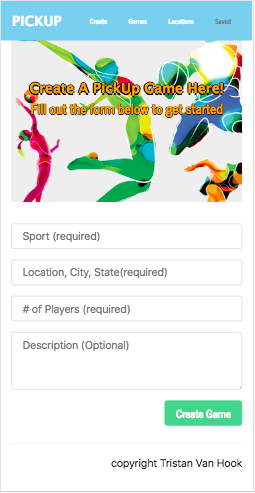 PICKUP Create Games Locations Saved
Create A PickUp Game Here!
Fill out the form below to get started
Sport (required)
Location, City, State(required)
# of Players (required)
Description (Optional)
Create Game
copyright Tristan Van Hook